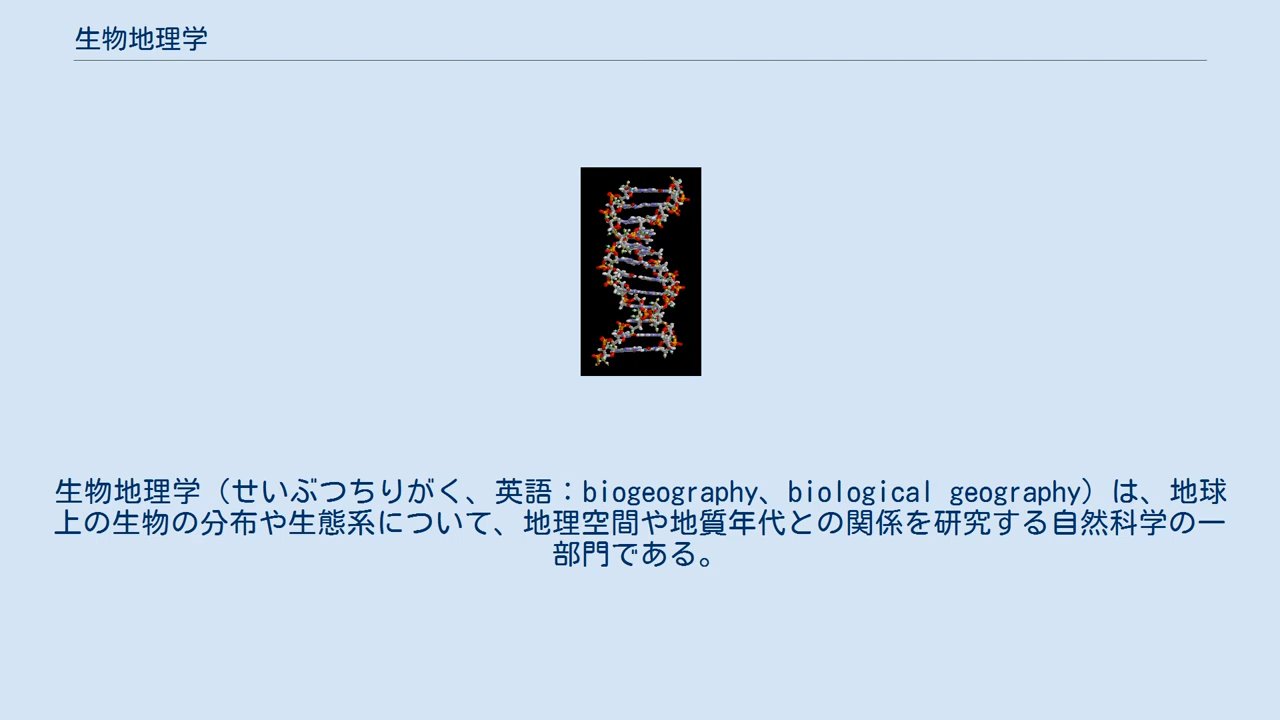 生物地理学
生物地理学（せいぶつちりがく、英語：biogeography、biological geography）は、地球
上の生物の分布や生態系について、地理空間や地質年代との関係を研究する自然科学の一
部門である。